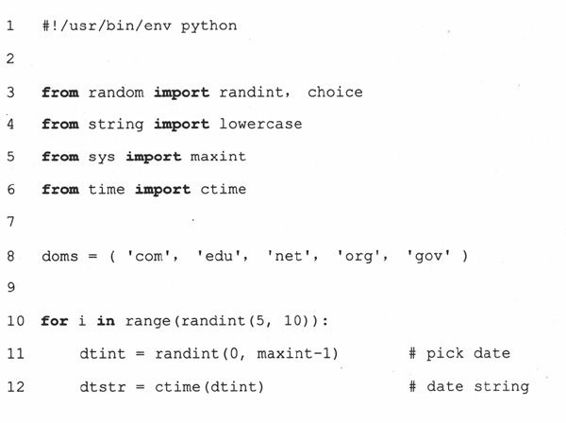 1 #!/usr/bin/env python
2
3 from random import randint, choice
4 from string import lowercase
5 from sys import maxint
6 from time import ctime
7
8 doms = ( 'com', 'edu', 'net', 'org', 'gov' )
9
10 for i in range(randint(5, 10)):
11     dtint = randint(0, maxint-1)       # pick date
12     dtstr = ctime(dtint)               # date string